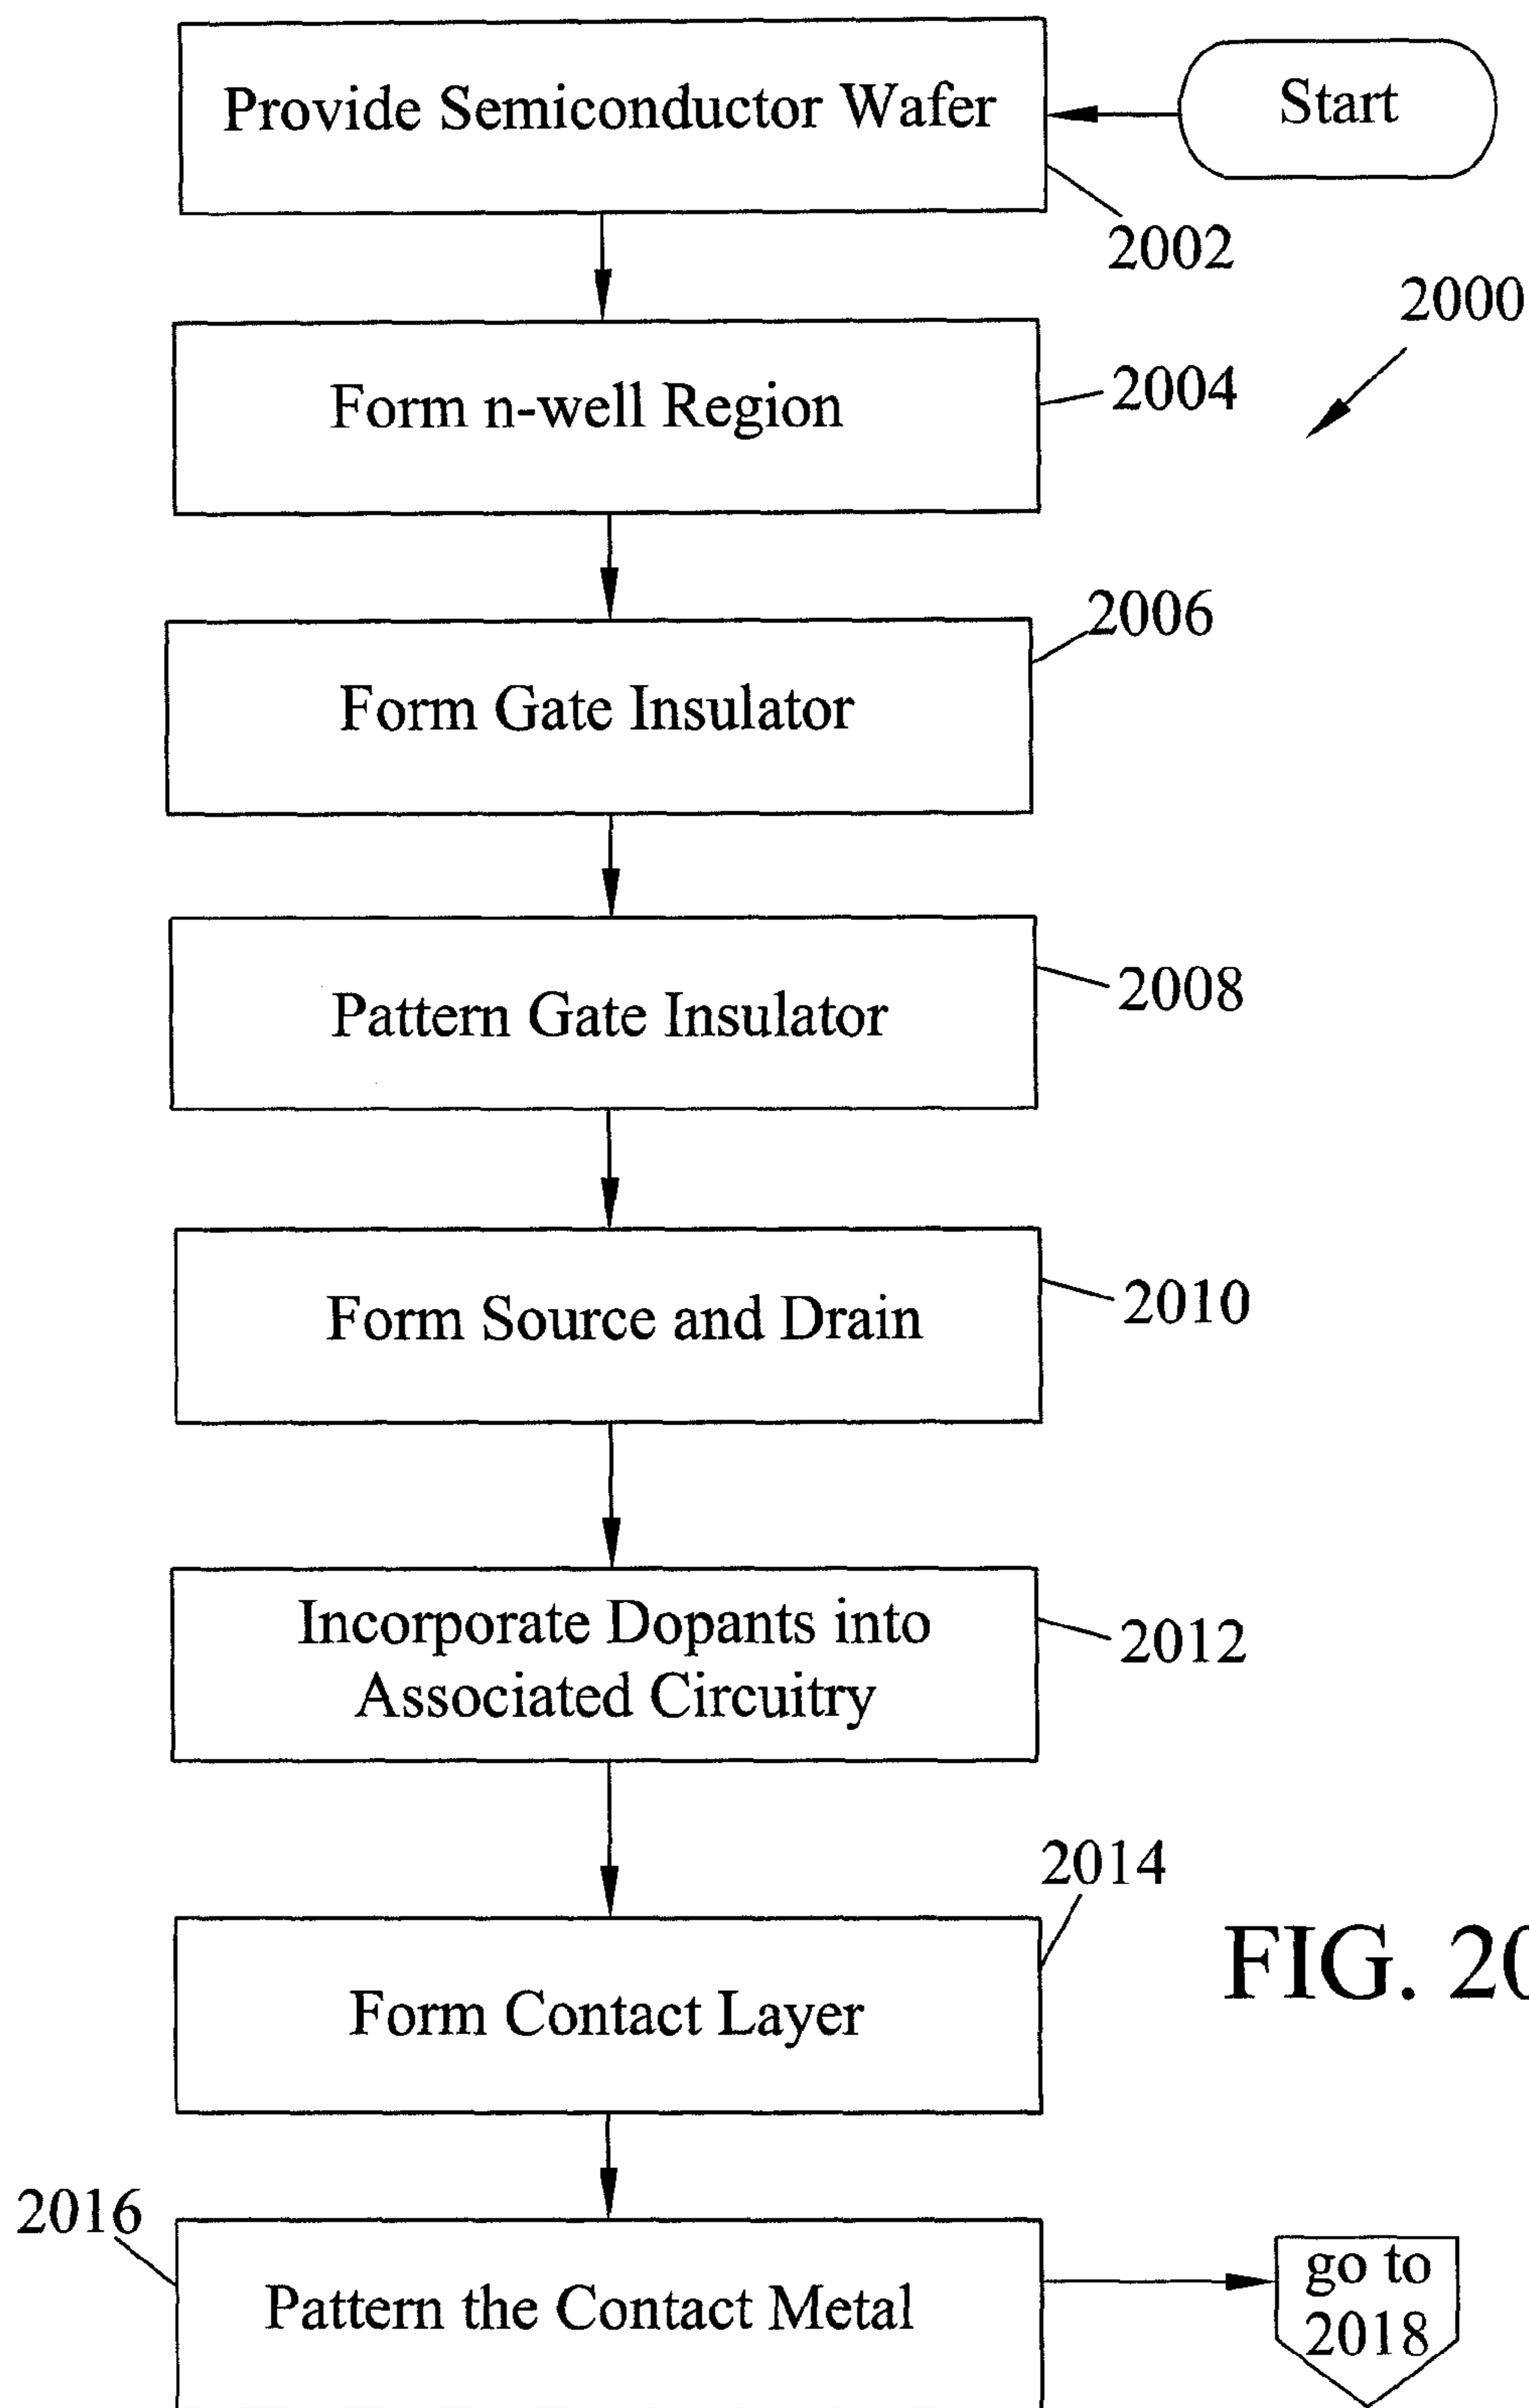 Provide Semiconductor Wafer
Start
2002
2000
Form n-well Region
2004
2006
Form Gate Insulator
Pattern Gate Insulator
2008
Form Source and Drain
2010
Incorporate Dopants into
Associated Circuitry
2012
2014
Form Contact Layer
FIG. 20
2016
Pattern the Contact Metal
go to
2018